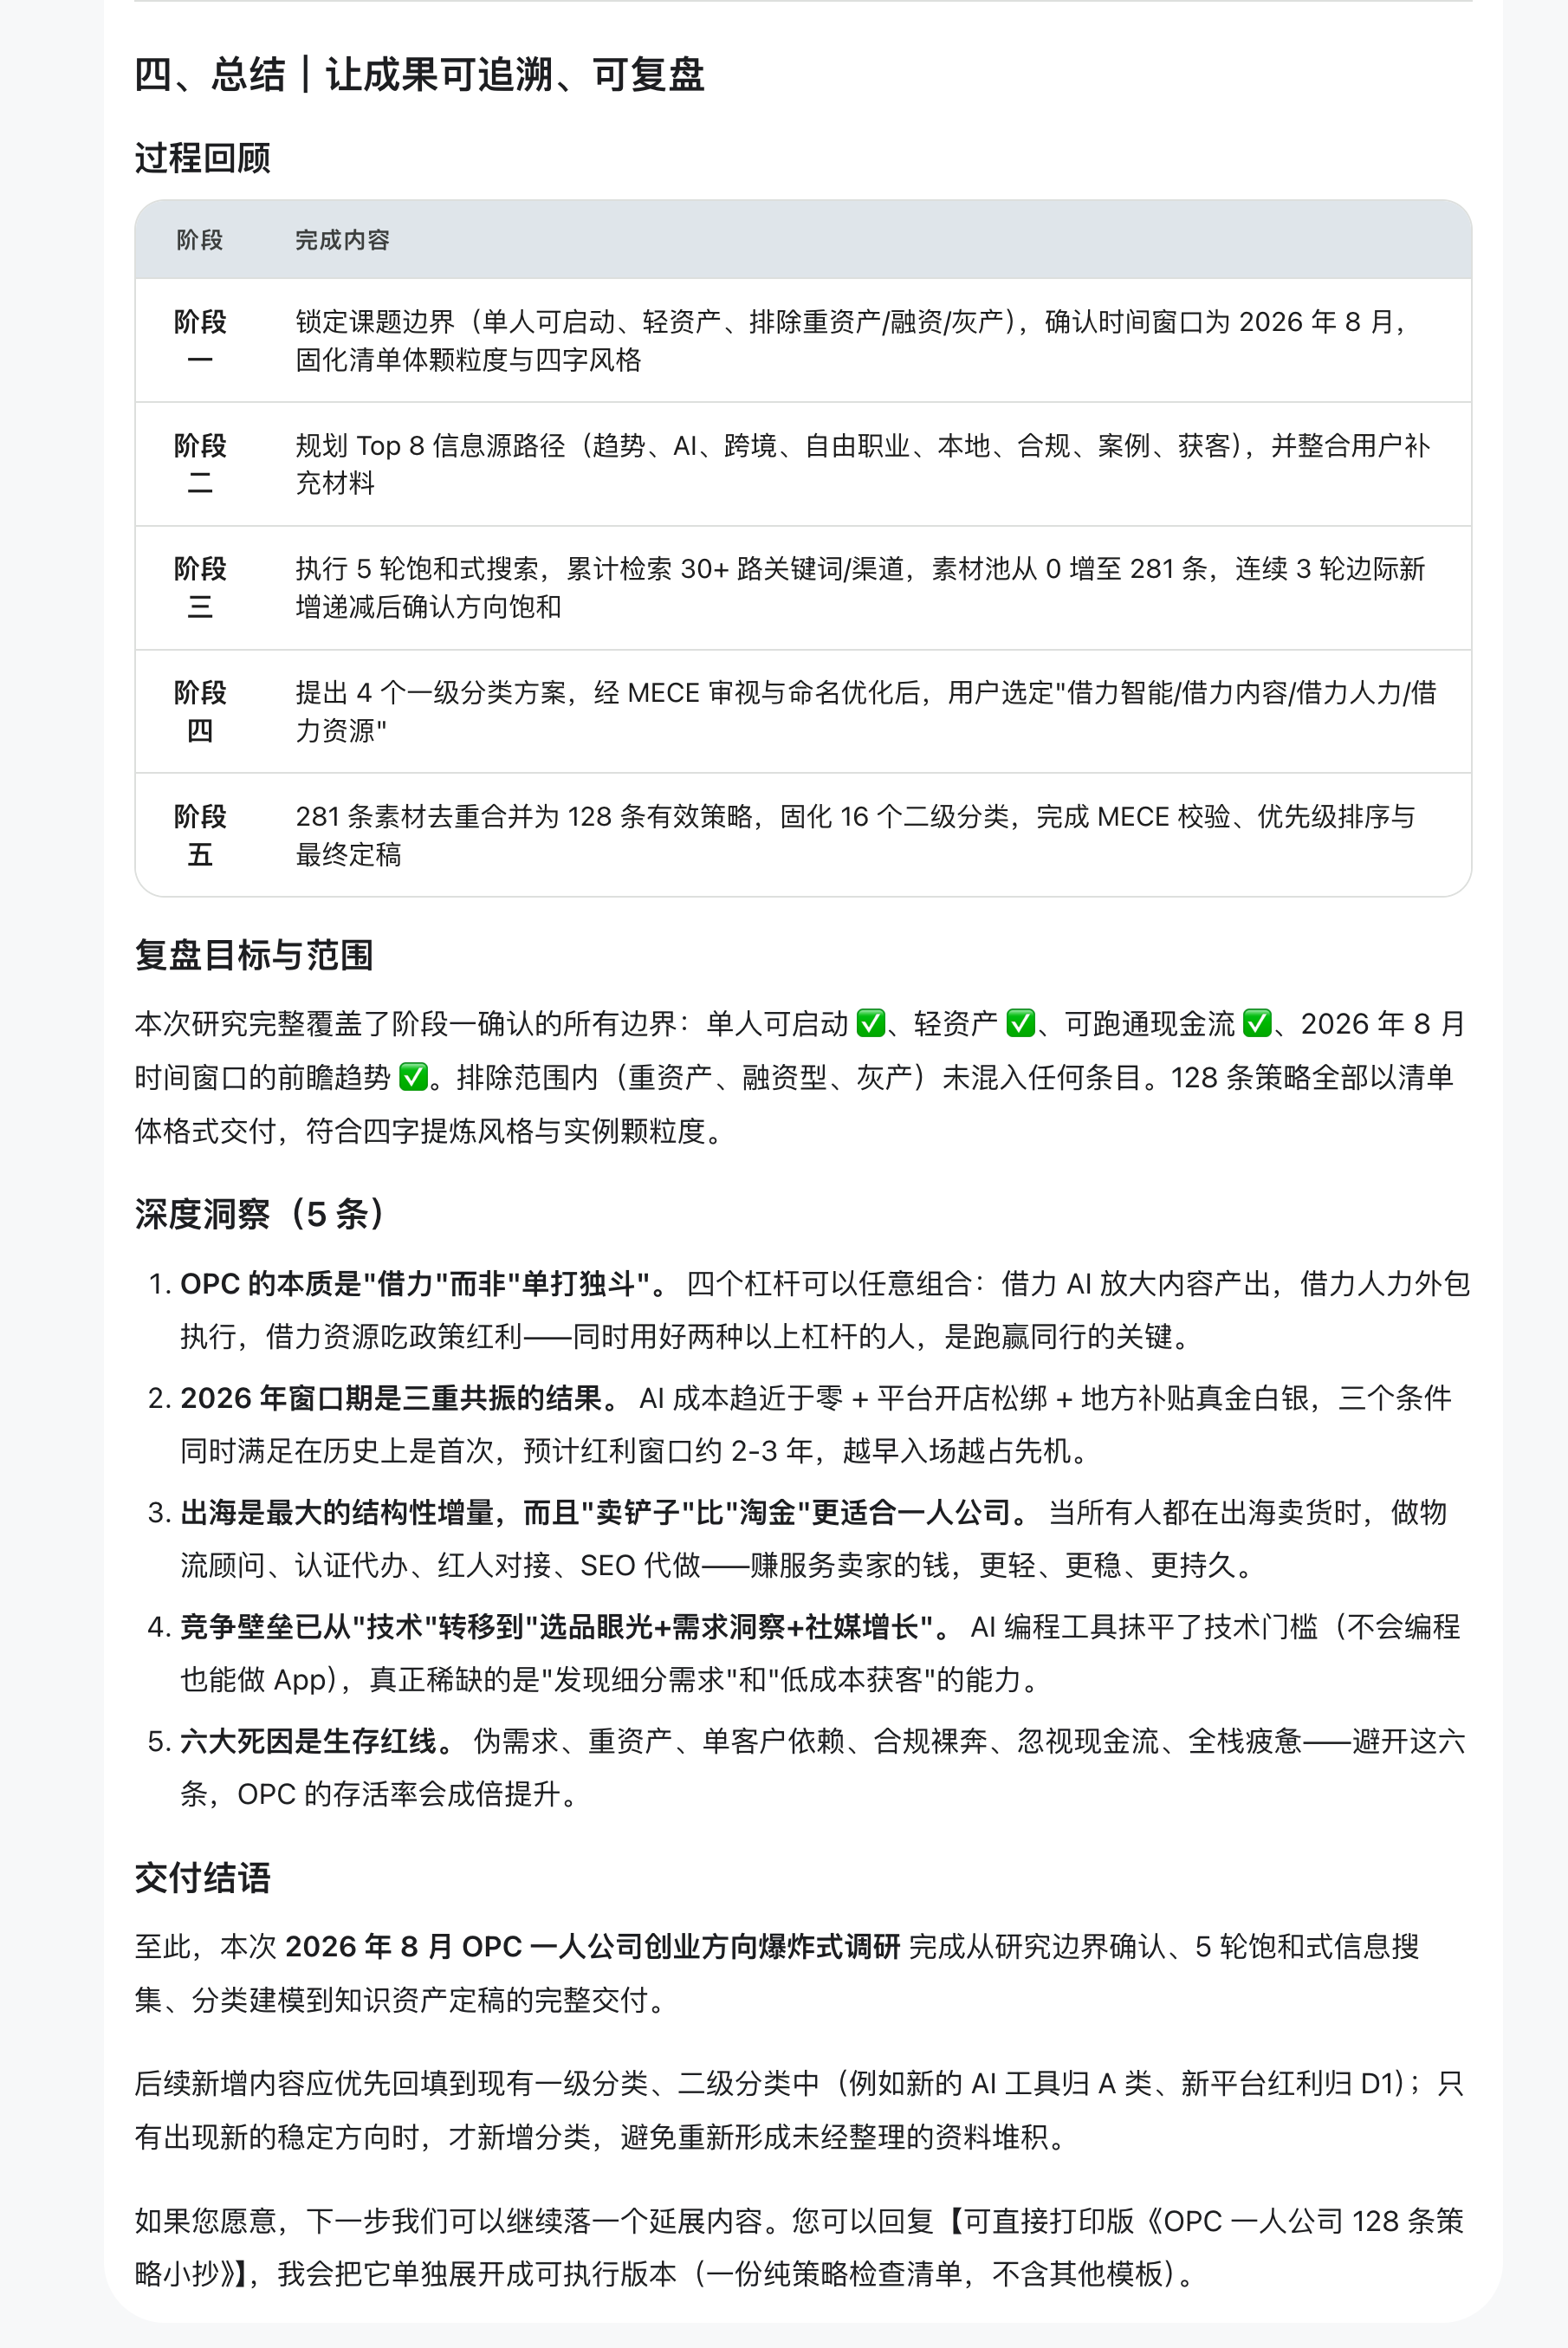 四、总结｜让成果可追溯、可复盘
过程回顾
阶段 完成内容
阶段
一
锁定课题边界（单人可启动、轻资产、排除重资产/融资/灰产），确认时间窗口为 2026 年 8 月，
固化清单体颗粒度与四字风格
阶段
二
规划 Top 8 信息源路径（趋势、AI、跨境、自由职业、本地、合规、案例、获客），并整合用户补
充材料
阶段
三
执行 5 轮饱和式搜索，累计检索 30+ 路关键词/渠道，素材池从 0 增至 281 条，连续 3 轮边际新
增递减后确认方向饱和
阶段
四
提出 4 个一级分类方案，经 MECE 审视与命名优化后，用户选定"借力智能/借力内容/借力人力/借
力资源"
阶段
五
281 条素材去重合并为 128 条有效策略，固化 16 个二级分类，完成 MECE 校验、优先级排序与
最终定稿
复盘目标与范围
本次研究完整覆盖了阶段一确认的所有边界：单人可启动 ✅、轻资产 ✅、可跑通现金流 ✅、2026 年 8 月
时间窗口的前瞻趋势 ✅。排除范围内（重资产、融资型、灰产）未混入任何条目。128 条策略全部以清单
体格式交付，符合四字提炼风格与实例颗粒度。
深度洞察（5 条）
1. OPC 的本质是"借力"而非"单打独斗"。 四个杠杆可以任意组合：借力 AI 放大内容产出，借力人力外包
执行，借力资源吃政策红利——同时用好两种以上杠杆的人，是跑赢同行的关键。
2. 2026 年窗口期是三重共振的结果。 AI 成本趋近于零 + 平台开店松绑 + 地方补贴真金白银，三个条件
同时满足在历史上是首次，预计红利窗口约 2-3 年，越早入场越占先机。
3. 出海是最大的结构性增量，而且"卖铲子"比"淘金"更适合一人公司。 当所有人都在出海卖货时，做物
流顾问、认证代办、红人对接、SEO 代做——赚服务卖家的钱，更轻、更稳、更持久。
4. 竞争壁垒已从"技术"转移到"选品眼光+需求洞察+社媒增长"。 AI 编程工具抹平了技术门槛（不会编程
也能做 App），真正稀缺的是"发现细分需求"和"低成本获客"的能力。
5. 六大死因是生存红线。 伪需求、重资产、单客户依赖、合规裸奔、忽视现金流、全栈疲惫——避开这六
条，OPC 的存活率会成倍提升。
交付结语
至此，本次 2026 年 8 月 OPC 一人公司创业方向爆炸式调研 完成从研究边界确认、5 轮饱和式信息搜
集、分类建模到知识资产定稿的完整交付。
后续新增内容应优先回填到现有一级分类、二级分类中（例如新的 AI 工具归 A 类、新平台红利归 D1）；只
有出现新的稳定方向时，才新增分类，避免重新形成未经整理的资料堆积。
如果您愿意，下一步我们可以继续落一个延展内容。您可以回复【可直接打印版《OPC 一人公司 128 条策
略小抄》】，我会把它单独展开成可执行版本（一份纯策略检查清单，不含其他模板）。